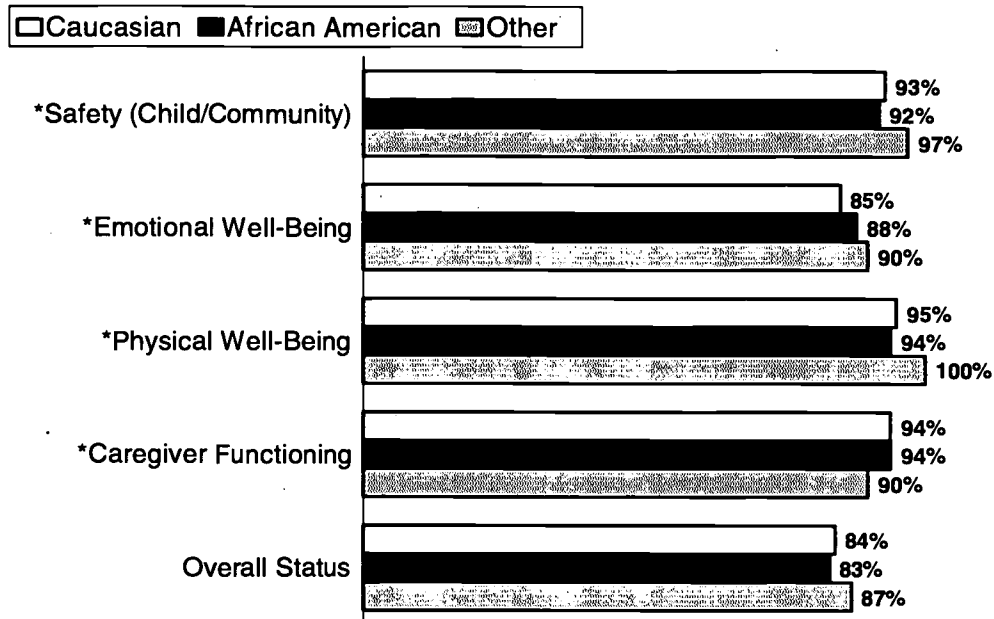 Caucasian African American Other
93%
*Safety (Child/Community)
92%
97%
85%
*Emotional Well-Being
88%
90%
95%
*Physical Well-Being
94%
100%
94%
*Caregiver Functioning
94%
90%
84%
Overall Status
83%
87%